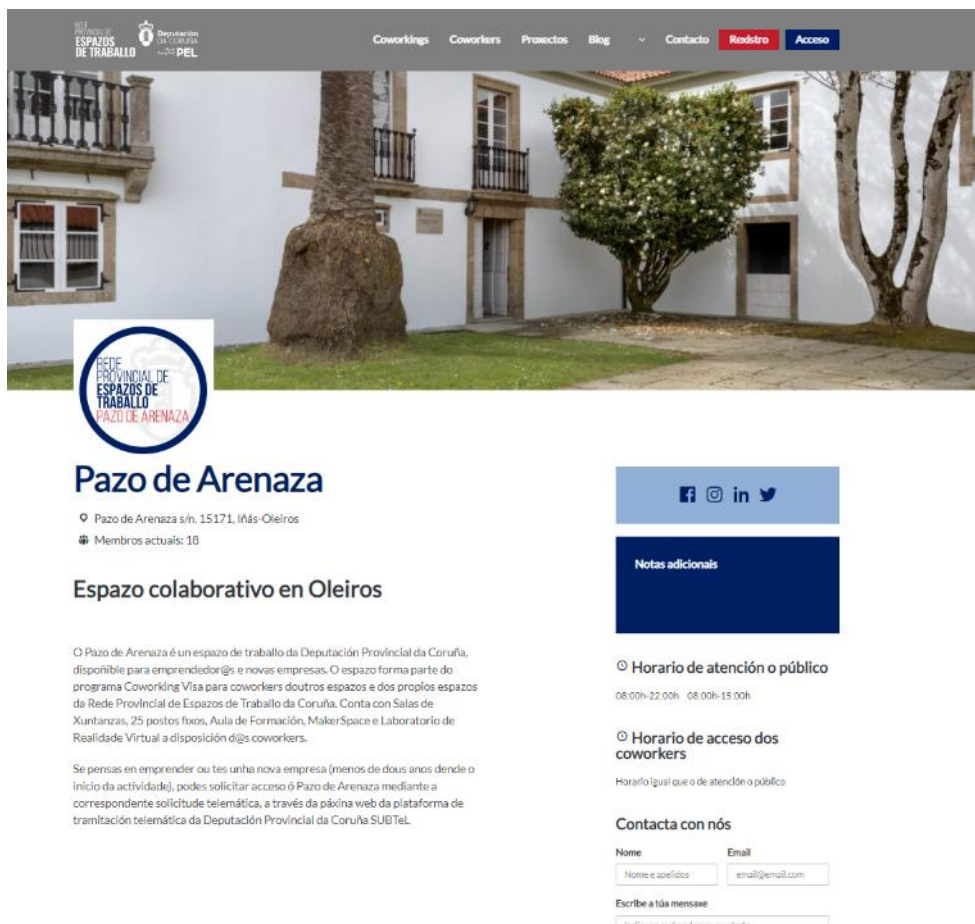 REDE
PROVINCIAL DE
ESPAZOS
DE TRABALLO
Deputación
DA CORUÑA
PEL
Coworkings Coworkers Proxectos Blog Contacto Rexistro Acceso
REDE
PROVINCIAL DE
ESPAZOS DE
TRABALLO
PAZO DE ARENAZA
Pazo de Arenaza
Pazo de Arenaza s/n. 15171, Iñás-Oleiros
Membros actuais: 18
Espazo colaborativo en Oleiros
O Pazo de Arenaza é un espazo de traballo da Deputación Provincial da Coruña,
dispoñible para emprendedor@s e novas empresas. O espazo forma parte do
programa Coworking Visa para coworkers doutros espazos e dos propios espazos
da Rede Provincial de Espazos de Traballo da Coruña. Conta con Salas de
Xuntanzas, 25 postos fixos, Aula de Formación, MakerSpace e Laboratorio de
Realidade Virtual a disposición d@s coworkers.
Se pensas en emprender ou tes unha nova empresa (menos de dous anos dende o
inicio da actividade), podes solicitar acceso ó Pazo de Arenaza mediante a
correspondente solicitude telemática, a través da páxina web da plataforma de
tramitación telemática da Deputación Provincial da Coruña SUBTeL.
Notas adicionais
Horario de atención o público
08:00h-22:00h 08:00h-15:00h
Horario de acceso dos
coworkers
Horario igual que o de atención o público
Contacta con nós
Nome Email
Nome e apelidos email@email.com
Escribe a túa mensaxe